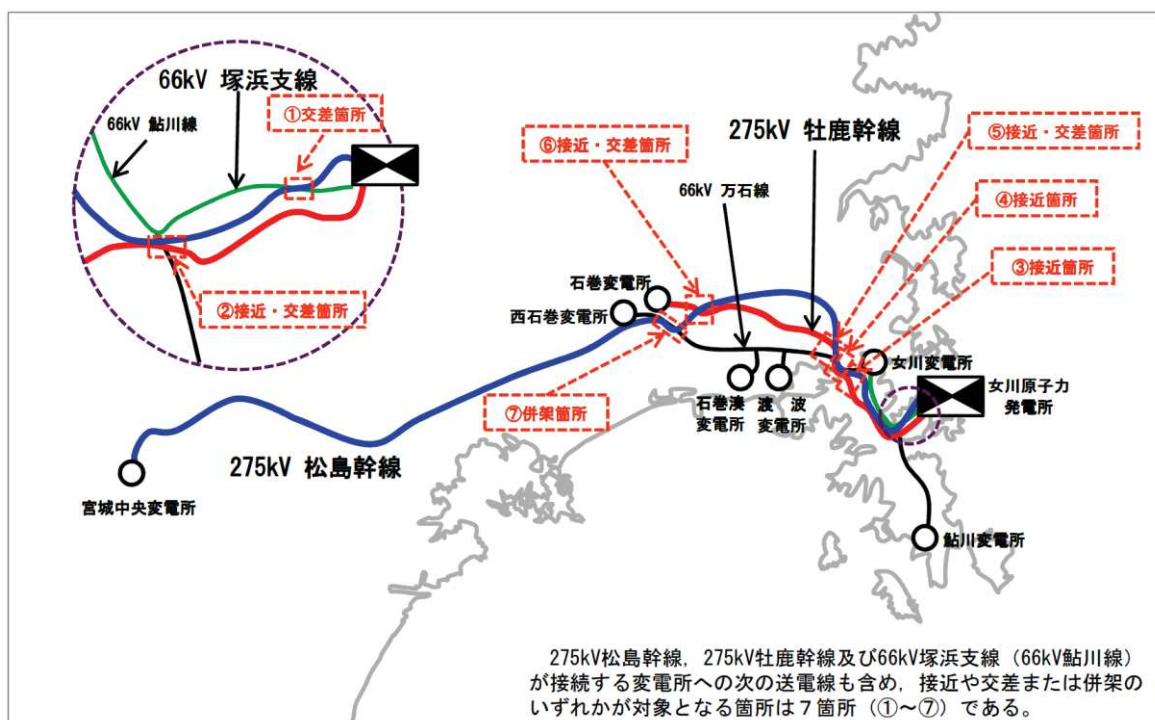 66kV 塚浜支線
①交差箇所
66kV 鮎川線
②接近・交差箇所
⑥接近・交差箇所
275kV 牡鹿幹線
⑤接近・交差箇所
66kV 万石線
④接近箇所
③接近箇所
石巻変電所
西石巻変電所
女川変電所
女川原子力
発電所
⑦併架箇所
石巻湊
変電所
渡 波
変電所
275kV 松島幹線
宮城中央変電所
鮎川変電所
275kV松島幹線，275kV牡鹿幹線及び66kV塚浜支線（66kV鮎川線）
が接続する変電所への次の送電線も含め，接近や交差または併架の
いずれかが対象となる箇所は７箇所（①～⑦）である。